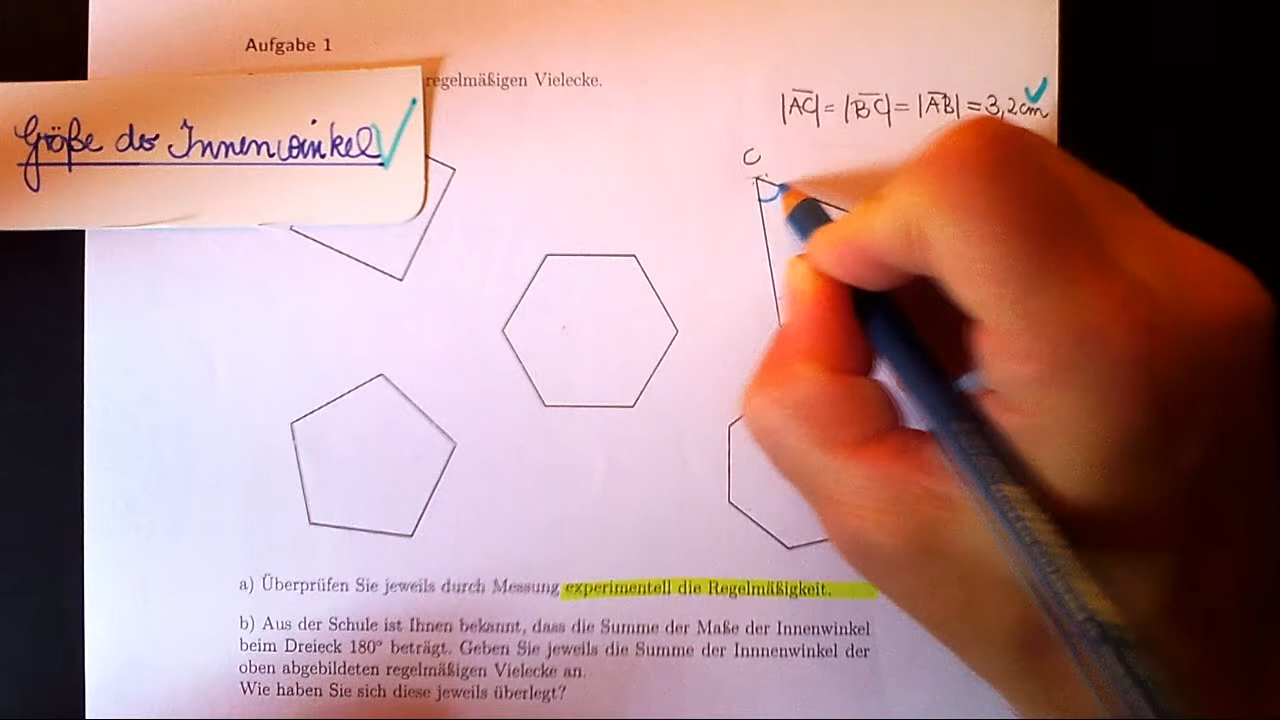 Aufgabe 1
regelmäßigen Vielecke.
Größe der Innenwinkel
|AC| = |BC| = |AB| = 3,2cm
C
a) Überprüfen Sie jeweils durch Messung experimentell die Regelmäßigkeit.
b) Aus der Schule ist Ihnen bekannt, dass die Summe der Maße der Innenwinkel
beim Dreieck 180° beträgt. Geben Sie jeweils die Summe der Innnenwinkel der
oben abgebildeten regelmäßigen Vielecke an.
Wie haben Sie sich diese jeweils überlegt?